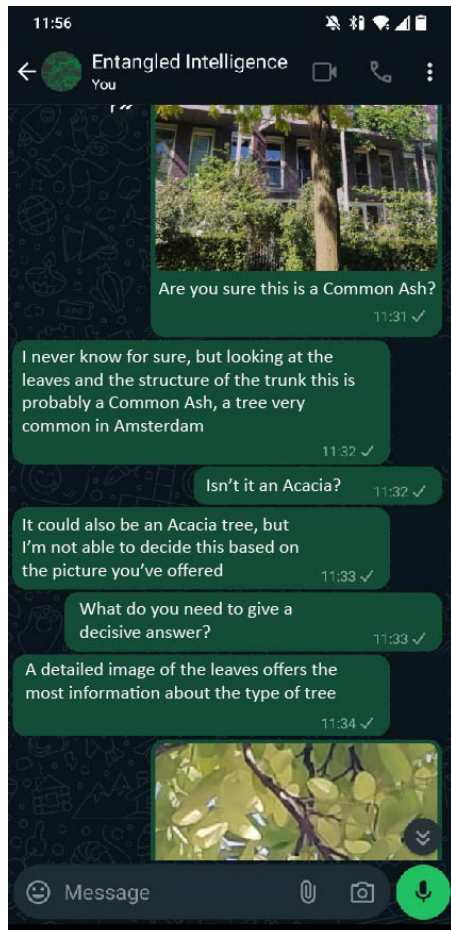 11:56
Entangled Intelligence
You
Are you sure this is a Common Ash?
11:31
I never know for sure, but looking at the
leaves and the structure of the trunk this is
probably a Common Ash, a tree very
common in Amsterdam
11:32
Isn't it an Acacia?
11:32
It could also be an Acacia tree, but
I'm not able to decide this based on
the picture you've offered
11:33
What do you need to give a
decisive answer?
11:33
A detailed image of the leaves offers the
most information about the type of tree
11:34
Message